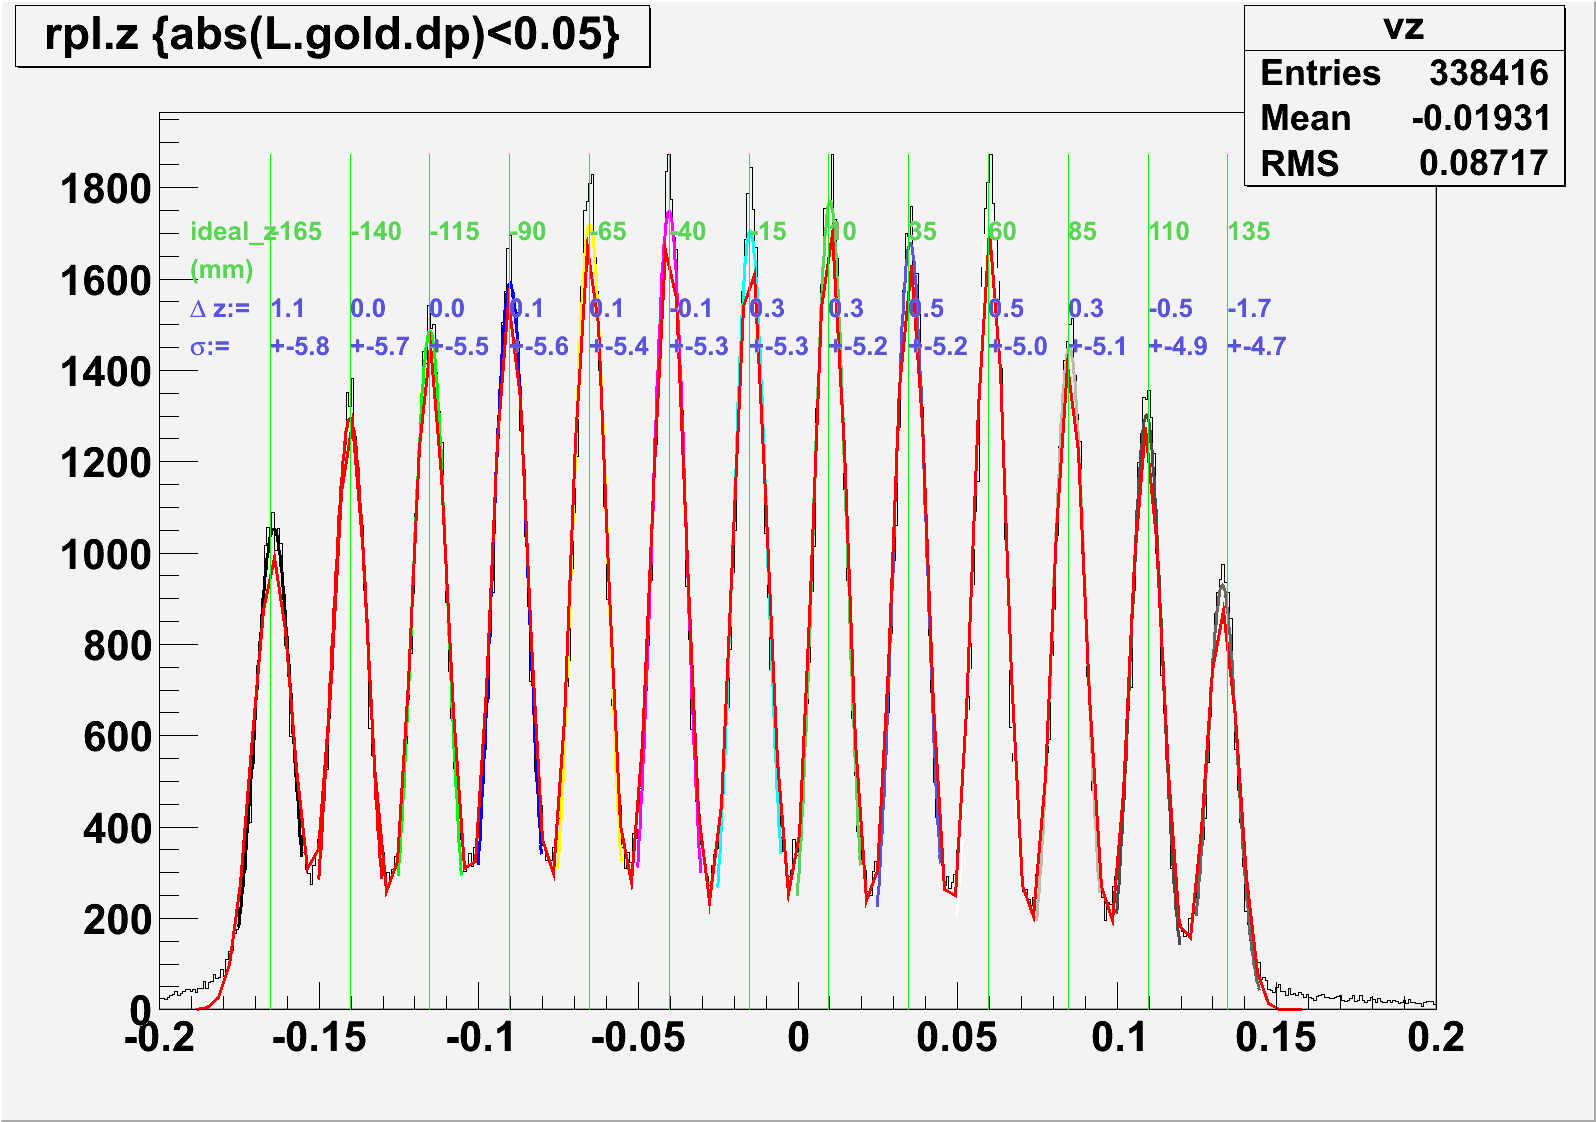 rpl.z {abs(L.gold.dp)<0.05}
vz
Entries 338416
Mean -0.01931
RMS 0.08717
1800
1600
1400
1200
1000
800
600
400
200
0
ideal_z -165 -140 -115 -90 -65 -40 -15 10 35 60 85 110 135
(mm)
Δ z:= 1.1 0.0 0.0 0.1 0.1 -0.1 0.3 0.3 0.5 0.5 0.3 -0.5 -1.7
σ:= +-5.8 +-5.7 +-5.5 +-5.6 +-5.4 +-5.3 +-5.3 +-5.2 +-5.2 +-5.0 +-5.1 +-4.9 +-4.7
-0.2 -0.15 -0.1 -0.05 0 0.05 0.1 0.15 0.2